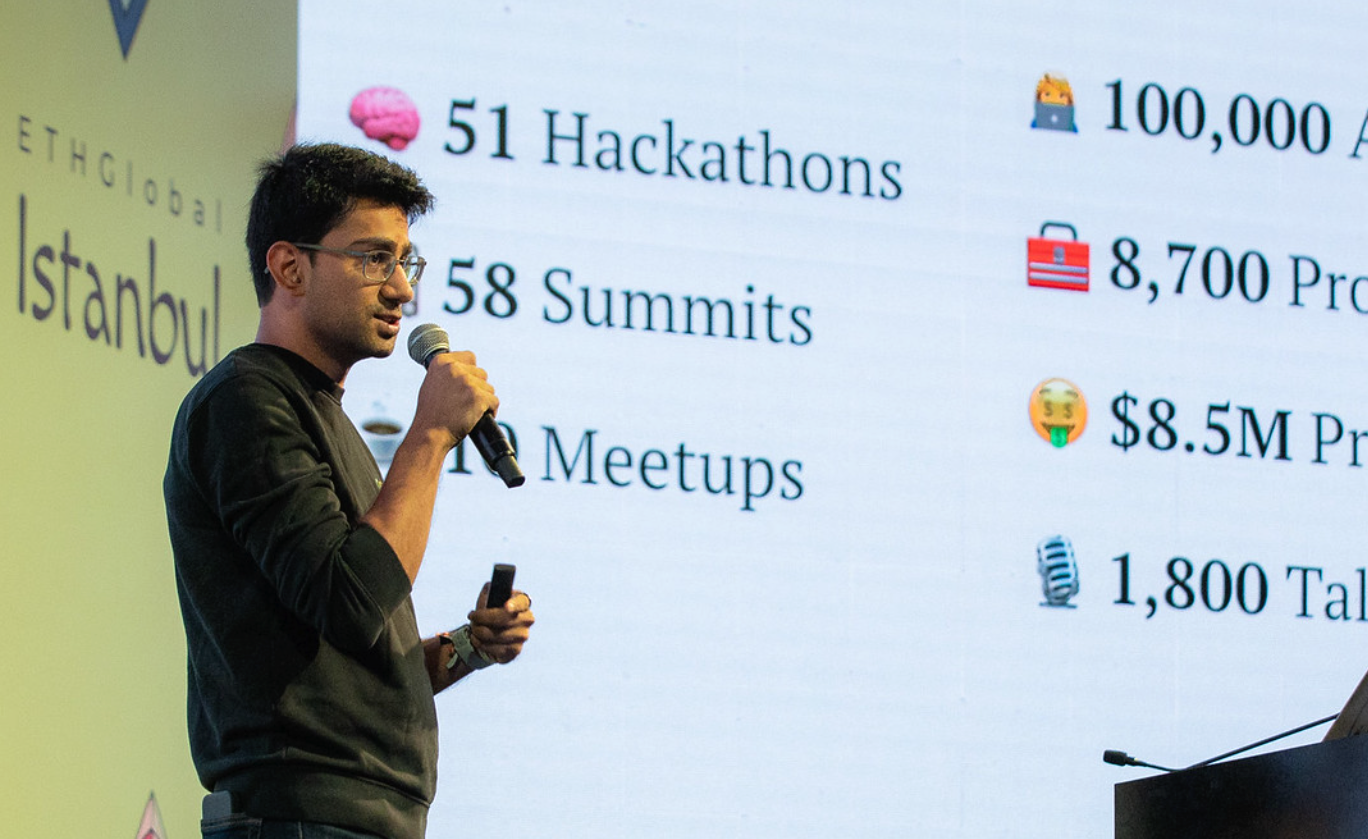 ETHGlobal
Istanbul
51 Hackathons
58 Summits
Meetups
100,000
8,700
$8.5M
1,800